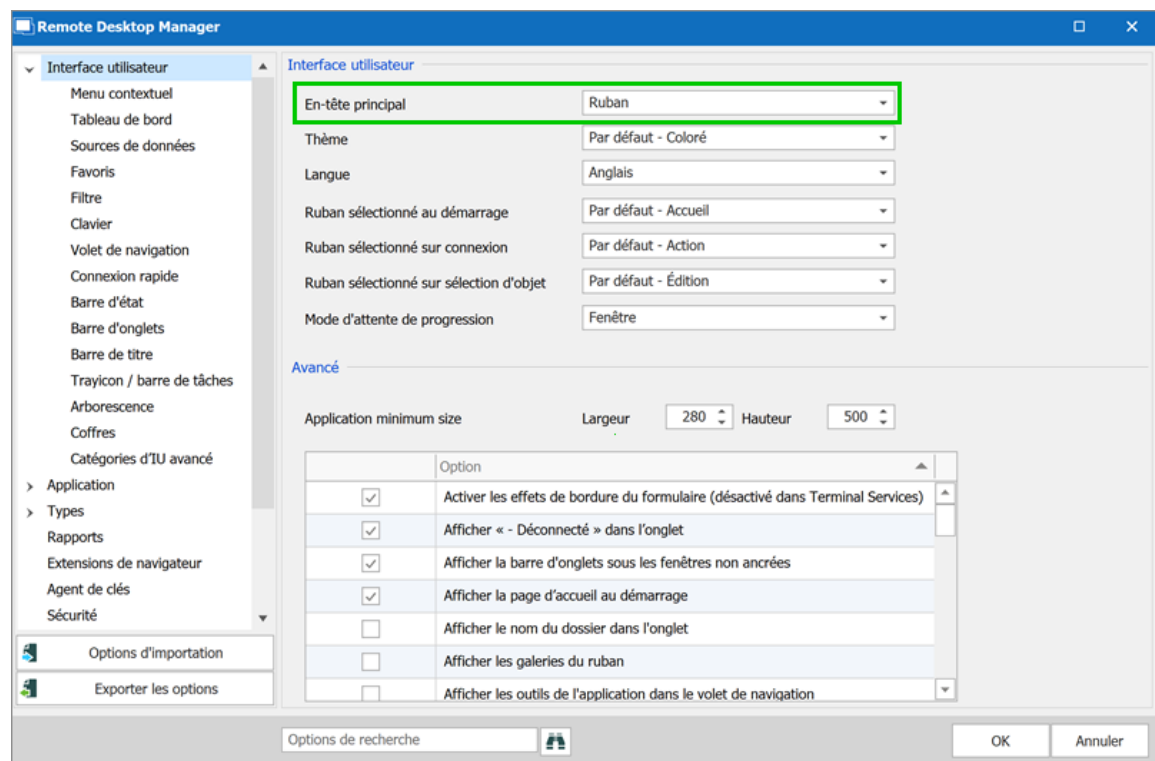 Remote Desktop Manager
Interface utilisateur
Menu contextuel
Tableau de bord
Sources de données
Favoris
Filtre
Clavier
Volet de navigation
Connexion rapide
Barre d'état
Barre d'onglets
Barre de titre
Trayicon / barre de tâches
Arborescence
Coffres
Catégories d'IU avancé
Application
Types
Rapports
Extensions de navigateur
Agent de clés
Sécurité
Options d'importation
Exporter les options
Interface utilisateur
En-tête principal Ruban
Thème Par défaut - Coloré
Langue Anglais
Ruban sélectionné au démarrage Par défaut - Accueil
Ruban sélectionné sur connexion Par défaut - Action
Ruban sélectionné sur sélection d'objet Par défaut - Édition
Mode d'attente de progression Fenêtre
Avancé
Application minimum size Largeur 280 Hauteur 500
Option
Activer les effets de bordure du formulaire (désactivé dans Terminal Services)
Afficher « - Déconnecté » dans l'onglet
Afficher la barre d'onglets sous les fenêtres non ancrées
Afficher la page d'accueil au démarrage
Afficher le nom du dossier dans l'onglet
Afficher les galeries du ruban
Afficher les outils de l'application dans le volet de navigation
Options de recherche
OK Annuler